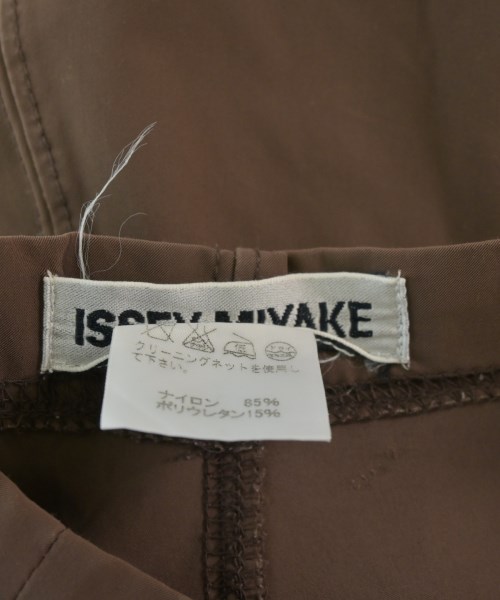 ISSEY MIYAKE
クリーニングネットを使用し
て下さい。
ナイロン 85%
ポリウレタン15%